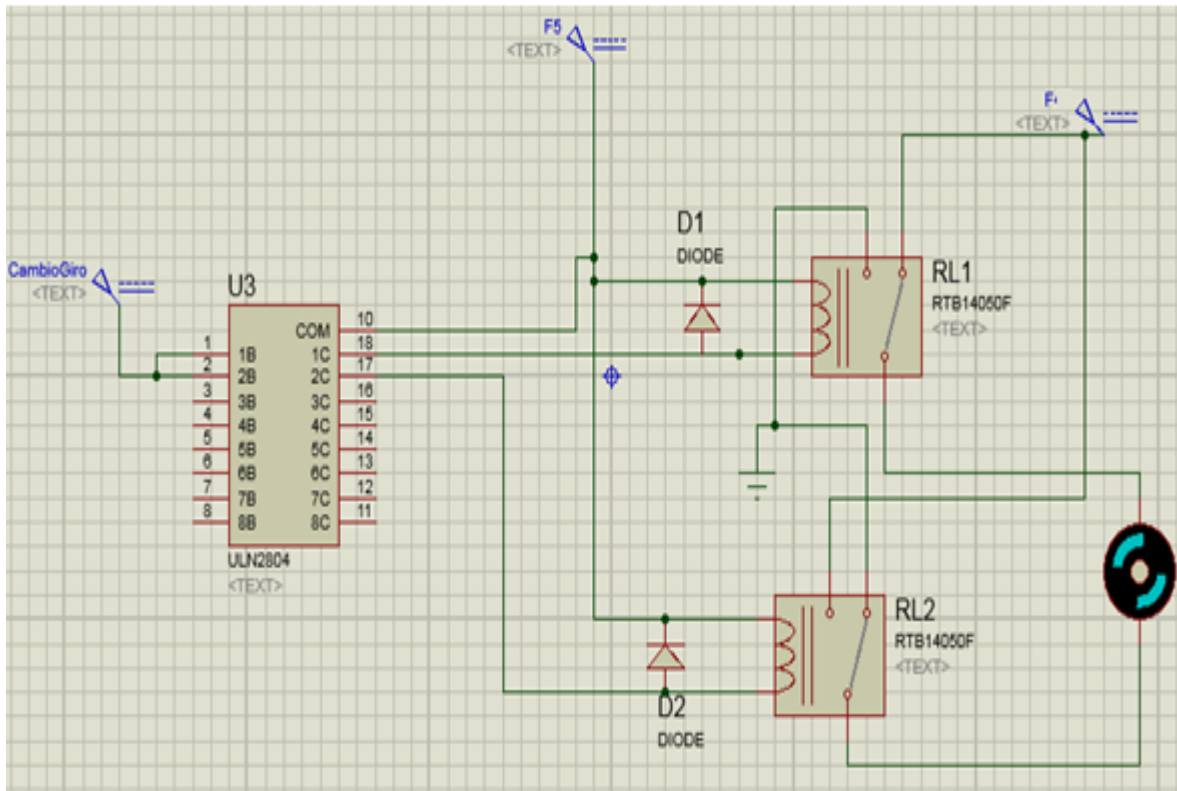 F5
<TEXT>
<TEXT>
D1
DIODE
CambioGiro
<TEXT>
U3
RL1
RTB14050F
<TEXT>
COM 10
1 1B 1C 18
2 2B 2C 17
3 3B 3C 16
4 4B 4C 15
5 5B 5C 14
6 6B 6C 13
7 7B 7C 12
8 8B 8C 11
ULN2804
<TEXT>
RL2
RTB14050F
<TEXT>
D2
DIODE